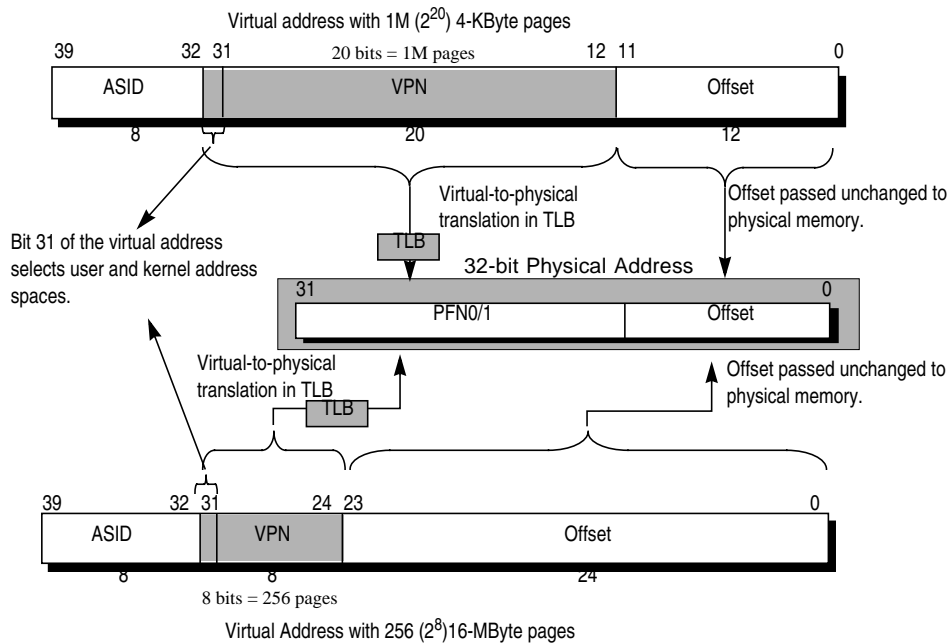 Virtual address with 1M (2²⁰) 4-KByte pages
39 32 31 20 bits = 1M pages 12 11 0
ASID VPN Offset
8 20 12
Virtual-to-physical
translation in TLB
TLB
Offset passed unchanged to
physical memory.
Bit 31 of the virtual address
selects user and kernel address
spaces.
32-bit Physical Address
31 0
PFN0/1 Offset
Virtual-to-physical
translation in TLB
TLB
Offset passed unchanged to
physical memory.
39 32 31 24 23 0
ASID VPN Offset
8 8 24
8 bits = 256 pages
Virtual Address with 256 (2⁸)16-MByte pages